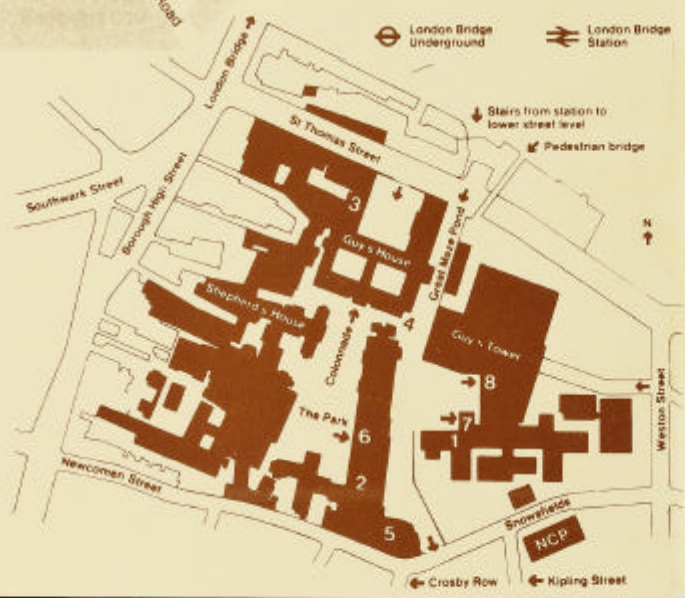 Road
London Bridge
Underground
London Bridge
Station
London Bridge
Stairs from station to
lower street level
St Thomas Street
Pedestrian bridge
Southwark Street
Borough High Street
3
N
Great Maze Pond
Guy's House
Shepherd's House
4
Guy's Tower
Colonnade
8
Weston Street
The Park
7
6
1
Newcomen Street
2
Snowsfields
5
NCP
Crosby Row
Kipling Street